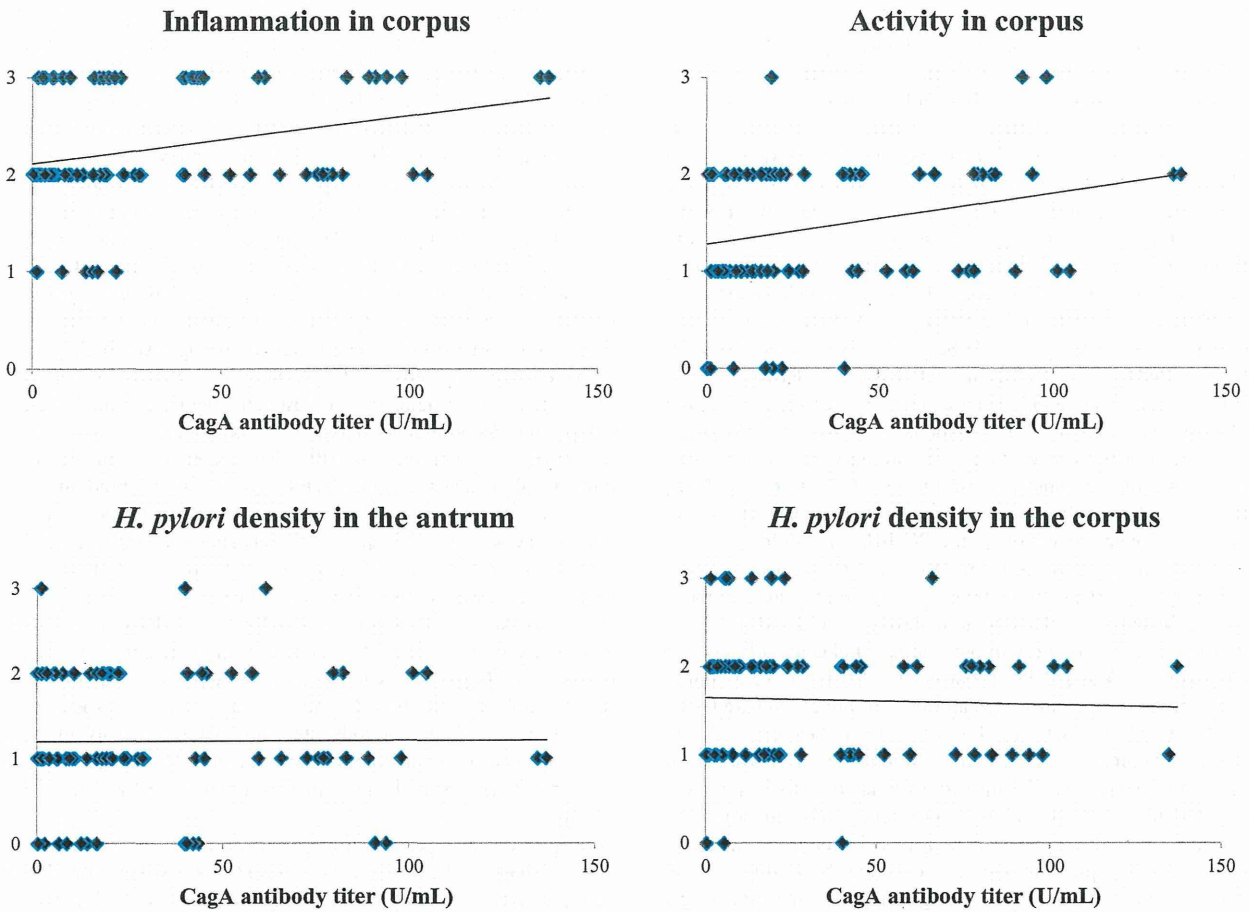 Inflammation in corpus
3
2
1
0
0 50 100 150
CagA antibody titer (U/mL)
Activity in corpus
3
2
1
0
0 50 100 150
CagA antibody titer (U/mL)
H. pylori density in the antrum
3
2
1
0
0 50 100 150
CagA antibody titer (U/mL)
H. pylori density in the corpus
3
2
1
0
0 50 100 150
CagA antibody titer (U/mL)